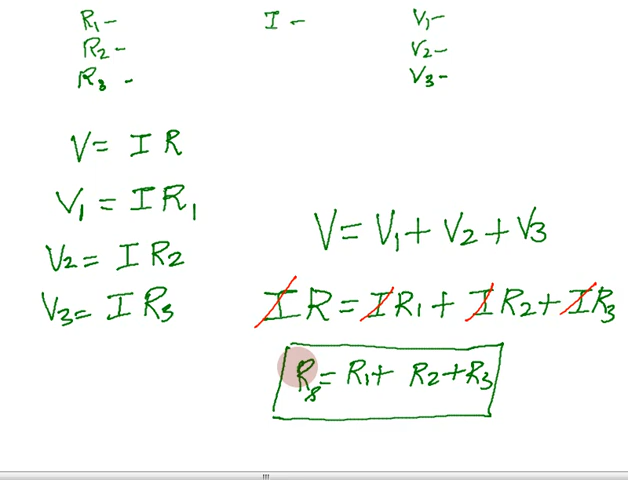 R1- I - V1-
R2- V2-
R3 - V3-
V = I R
V1 = I R1
V2 = I R2
V3 = I R3
V = V1 + V2 + V3
I R = I R1 + I R2 + I R3
Rs = R1 + R2 + R3